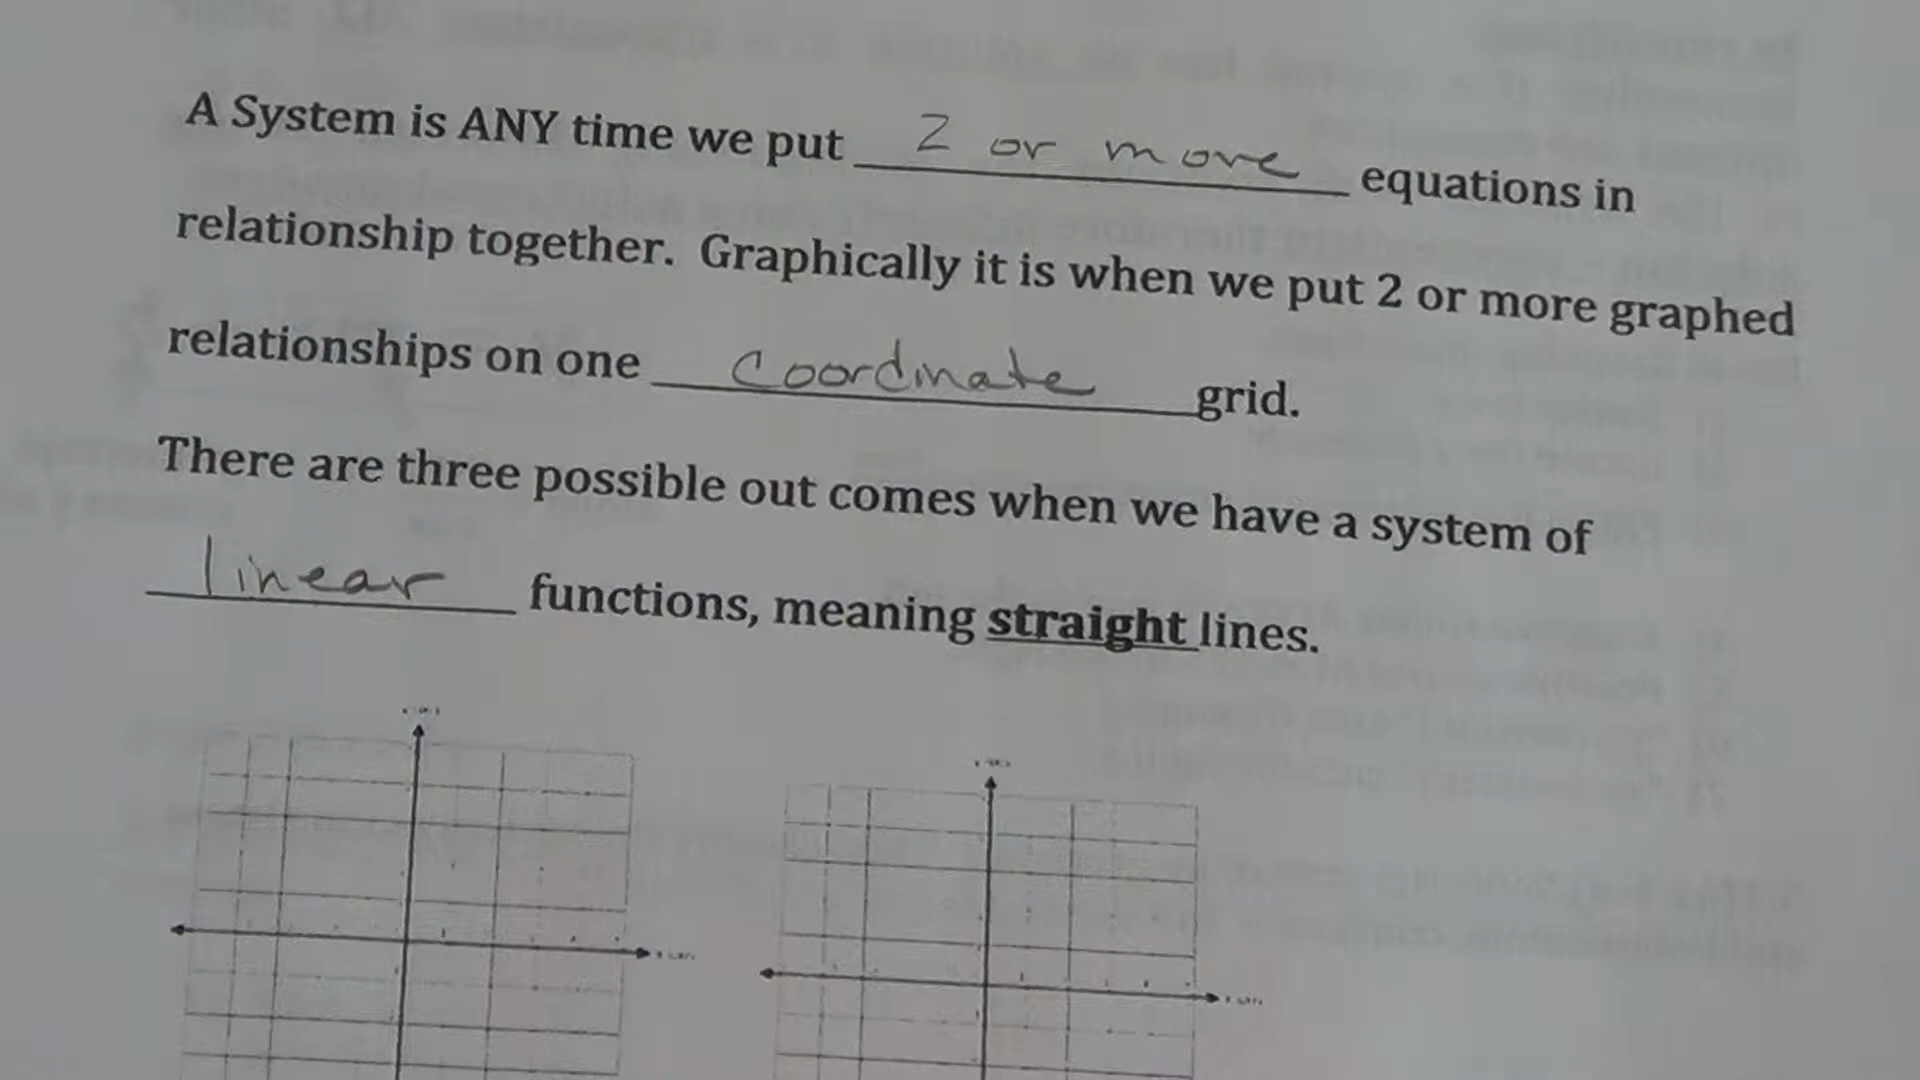 A System is ANY time we put 2 or more equations in
relationship together. Graphically it is when we put 2 or more graphed
relationships on one coordinate grid.
There are three possible out comes when we have a system of
linear functions, meaning straight lines.